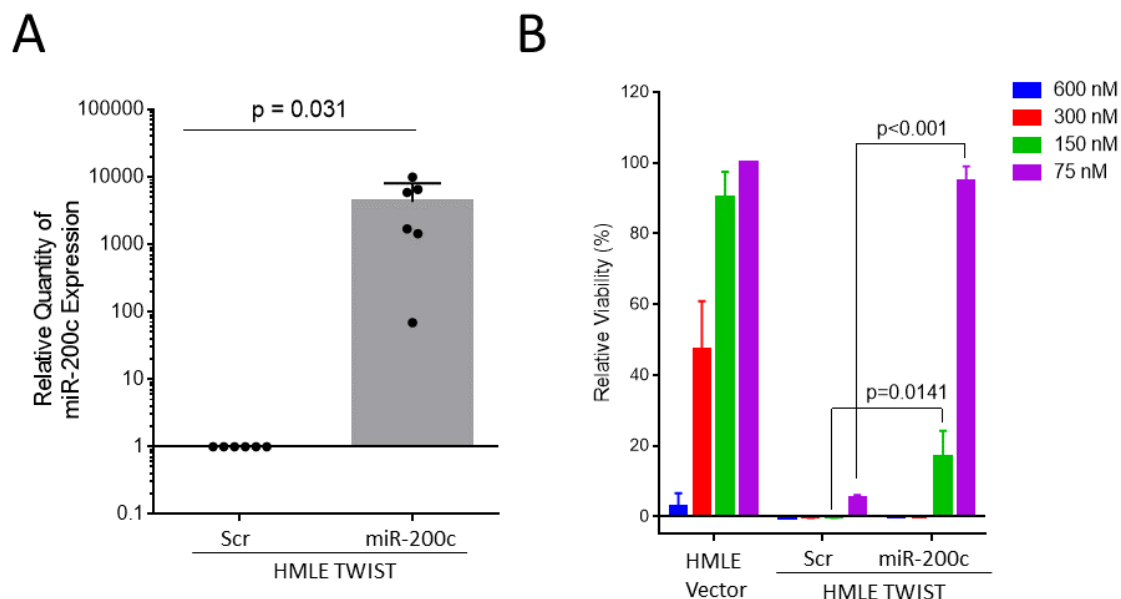 A
Relative Quantity of
miR-200c Expression
100000
10000
1000
100
10
1
0.1
p = 0.031
Scr
miR-200c
HMLE TWIST
B
Relative Viability (%)
120
100
80
60
40
20
0
p<0.001
p=0.0141
600 nM
300 nM
150 nM
75 nM
HMLE
Vector
Scr
miR-200c
HMLE TWIST